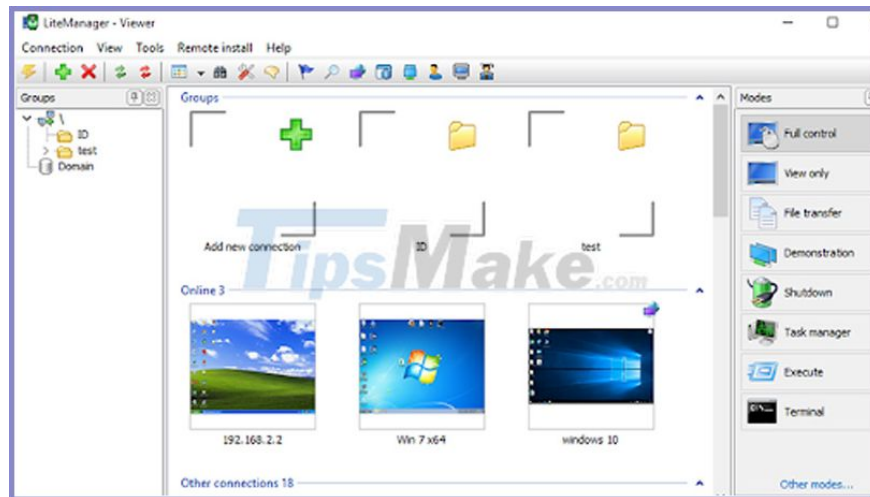 LiteManager - Viewer
Connection View Tools Remote install Help
Groups
\
ID
test
Domain
Groups
Add new connection
ID
test
TipsMake.com
Online 3
192.168.2.2
Win 7 x64
windows 10
Other connections 18
Modes
Full control
View only
File transfer
Demonstration
Shutdown
Task manager
Execute
Terminal
Other modes...